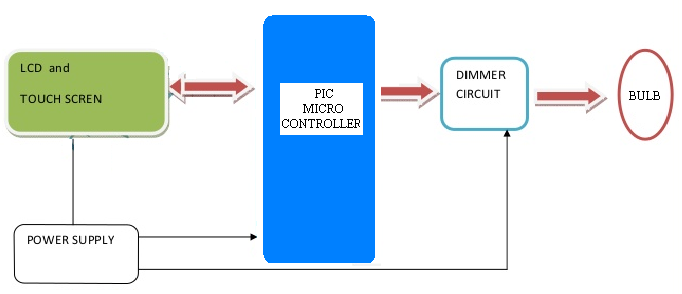 LCD and
TOUCH SCREN
PIC
MICRO
CONTROLLER
DIMMER
CIRCUIT
BULB
POWER SUPPLY